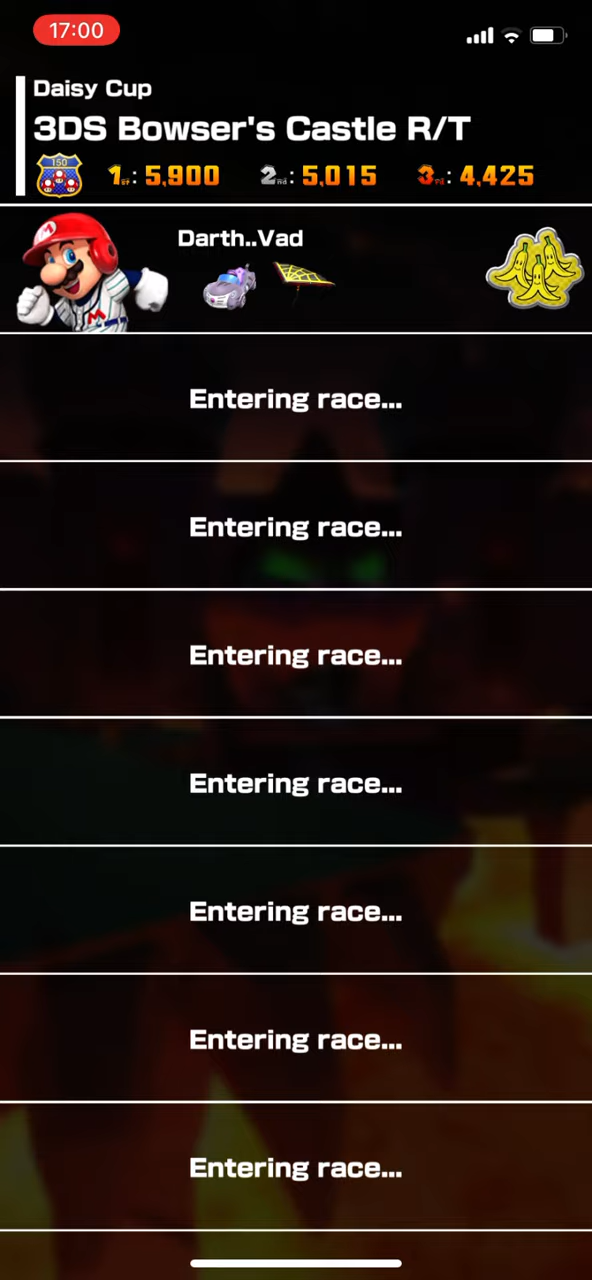 17:00
Daisy Cup
3DS Bowser's Castle R/T
150 1st: 5,900 2nd: 5,015 3rd: 4,425
Darth..Vad
Entering race...
Entering race...
Entering race...
Entering race...
Entering race...
Entering race...
Entering race...